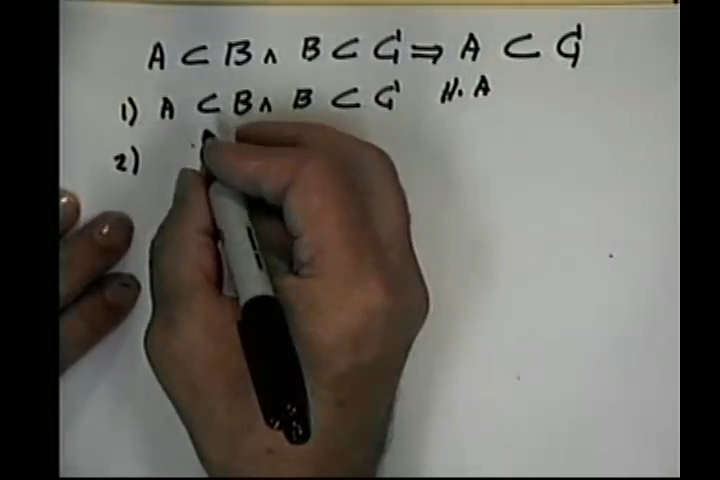 A ⊂ B ∧ B ⊂ C ⇒ A ⊂ C
1) A ⊂ B ∧ B ⊂ C H. A
2)